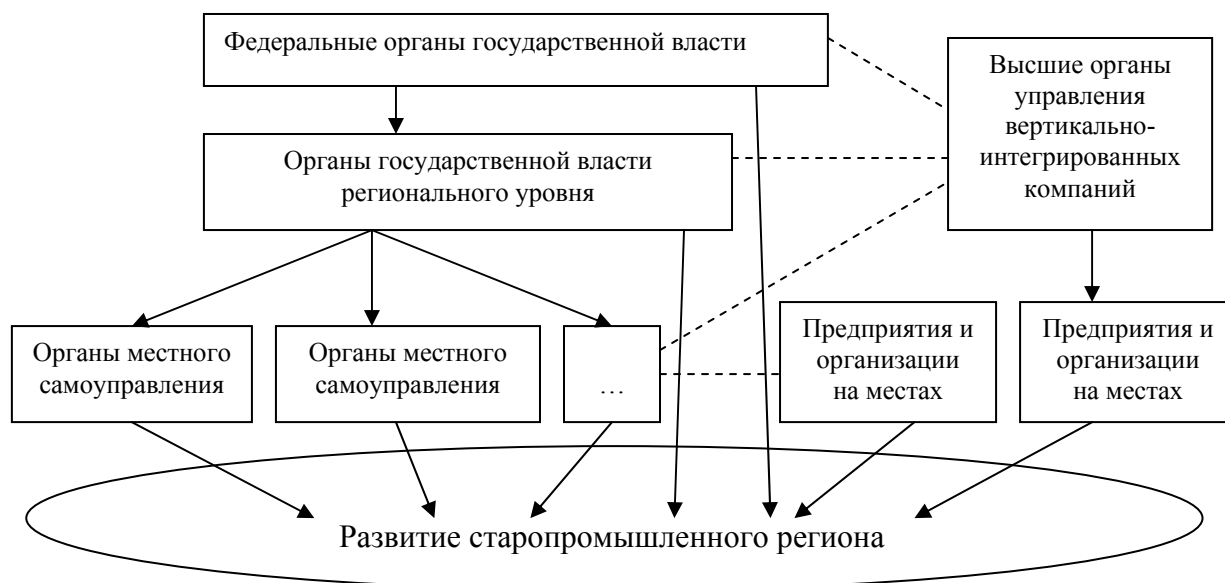 Федеральные органы государственной власти
Высшие органы
управления
вертикально-
интегрированных
компаний
Органы государственной власти
регионального уровня
Органы местного
самоуправления
Органы местного
самоуправления
…
Предприятия и
организации
на местах
Предприятия и
организации
на местах
Развитие старопромышленного региона